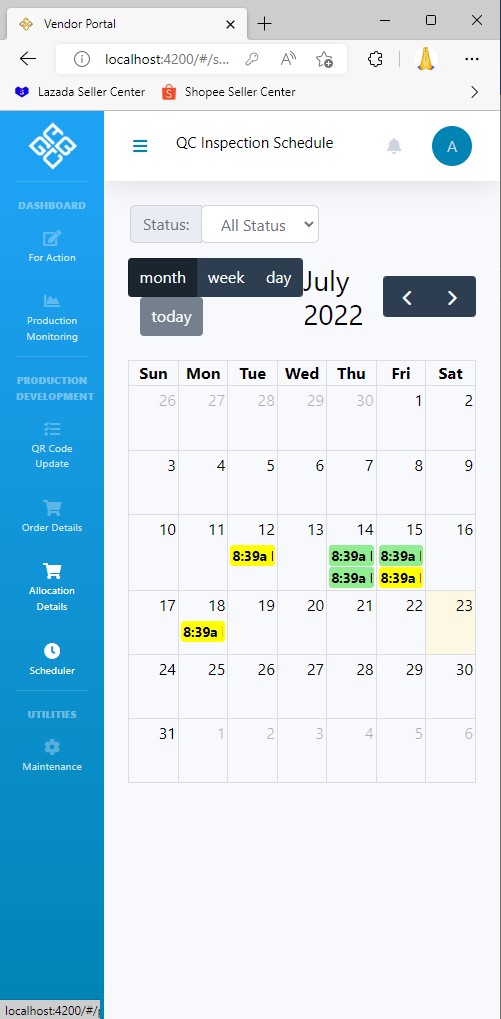 Vendor Portal
localhost:4200/#/s...
Lazada Seller Center Shopee Seller Center
QC Inspection Schedule
A
DASHBOARD
For Action
Production
Monitoring
PRODUCTION
DEVELOPMENT
QR Code
Update
Order Details
Allocation
Details
Scheduler
UTILITIES
Maintenance
Status: All Status
month week day
today
July
2022
Sun Mon Tue Wed Thu Fri Sat
26 27 28 29 30 1 2
3 4 5 6 7 8 9
10 11 12 13 14 15 16
8:39a 8:39a 8:39a
8:39a 8:39a
17 18 19 20 21 22 23
8:39a
24 25 26 27 28 29 30
31 1 2 3 4 5 6
localhost:4200/#/